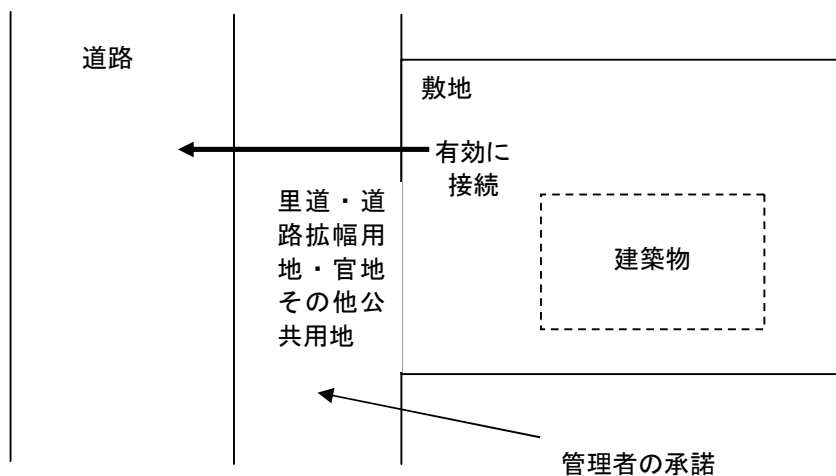 道路
敷地
有効に
接続
里道・道
路拡幅用
地・官地
その他公
共用地
建築物
管理者の承諾